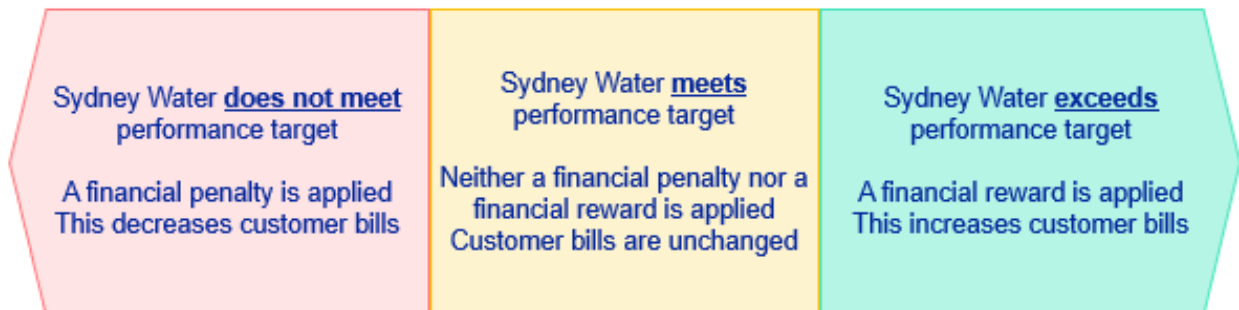 Sydney Water does not meet
performance target
A financial penalty is applied
This decreases customer bills
Sydney Water meets
performance target
Neither a financial penalty nor a
financial reward is applied
Customer bills are unchanged
Sydney Water exceeds
performance target
A financial reward is applied
This increases customer bills